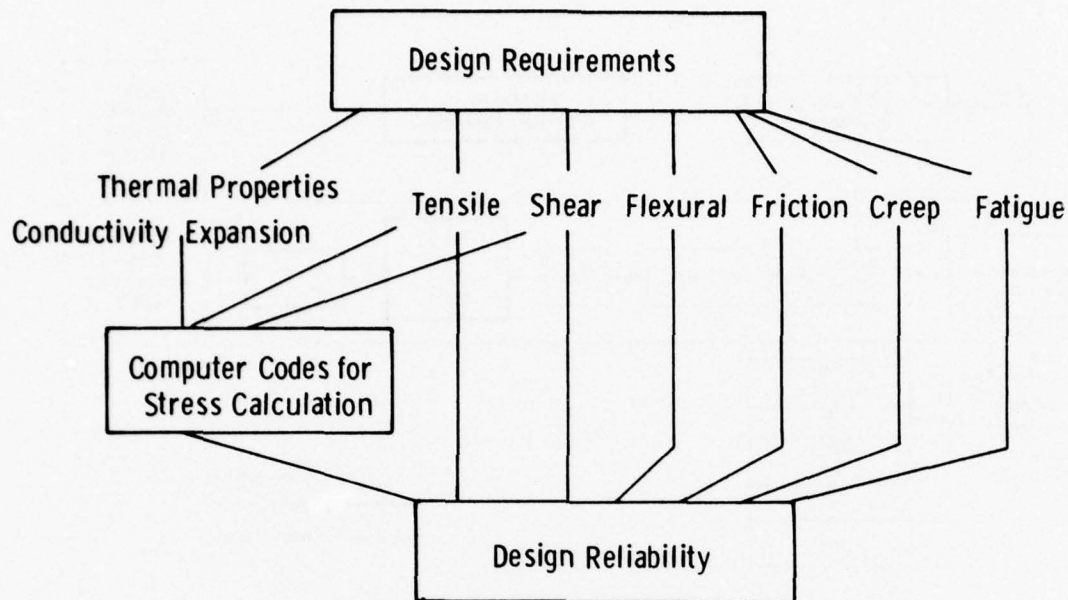 Design Requirements
Thermal Properties
Conductivity Expansion
Tensile Shear Flexural Friction Creep Fatigue
Computer Codes for
Stress Calculation
Design Reliability